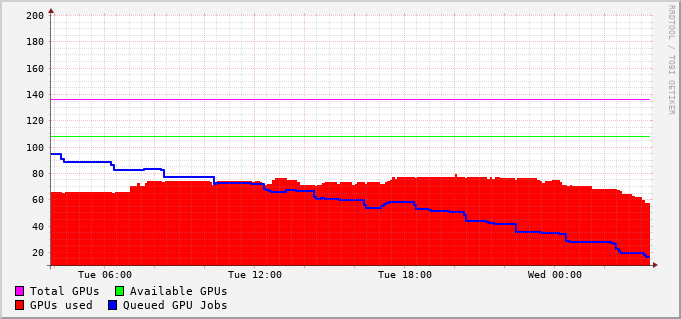 200
180
160
140
120
100
80
60
40
20
Tue 06:00 Tue 12:00 Tue 18:00 Wed 00:00
Total GPUs Available GPUs
GPUs used Queued GPU Jobs
RRDTOOL / TOBI OETIKER